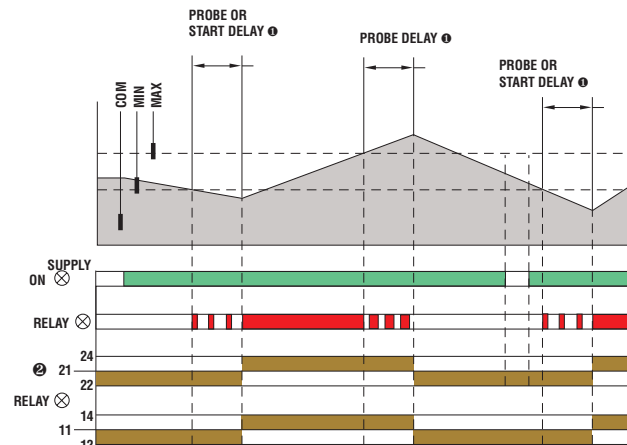 PROBE OR
START DELAY ❶
PROBE DELAY ❶
PROBE OR
START DELAY ❶
COM
MIN
MAX
SUPPLY
ON
RELAY
24
❷ 21
22
RELAY
14
11
12